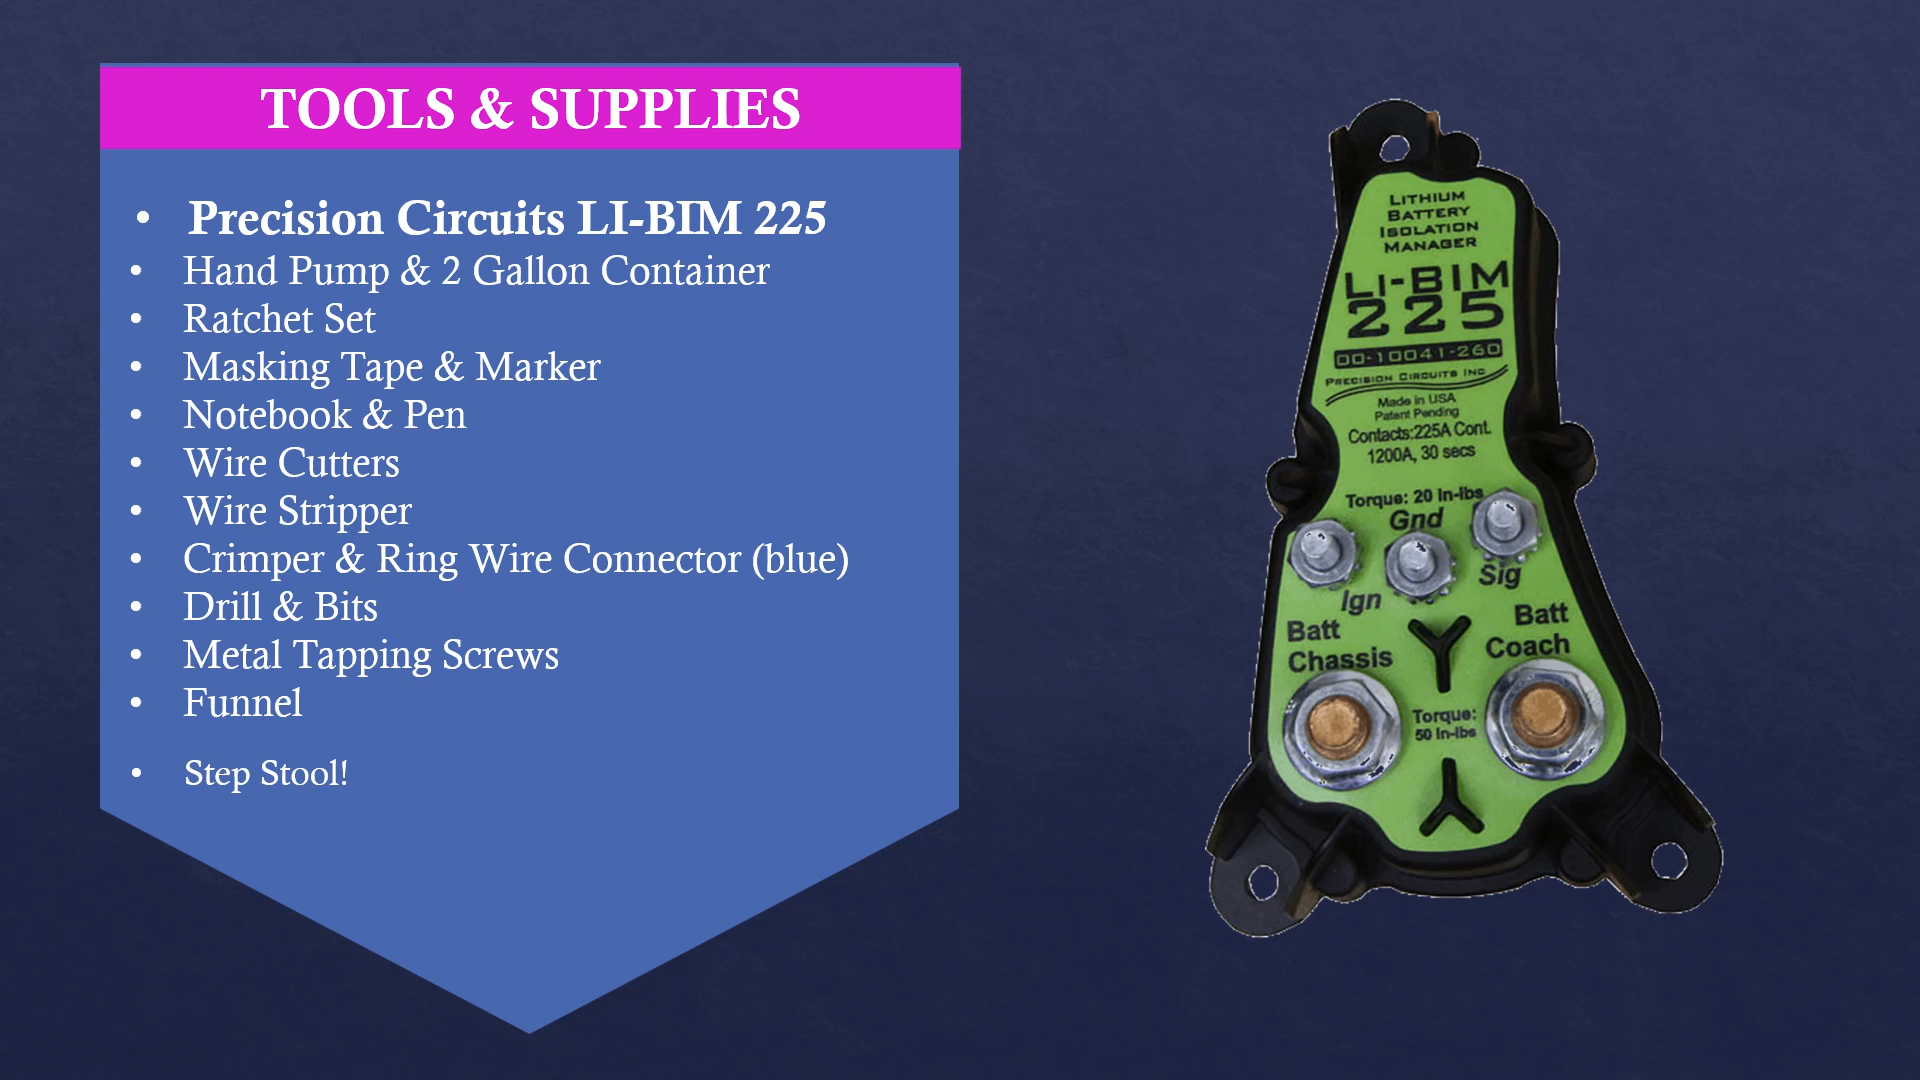 TOOLS & SUPPLIES
• Precision Circuits LI-BIM 225
• Hand Pump & 2 Gallon Container
• Ratchet Set
• Masking Tape & Marker
• Notebook & Pen
• Wire Cutters
• Wire Stripper
• Crimper & Ring Wire Connector (blue)
• Drill & Bits
• Metal Tapping Screws
• Funnel
• Step Stool!
LITHIUM
BATTERY
ISOLATION
MANAGER
LI-BIM
225
00-10041-260
PRECISION CIRCUITS INC
Made in USA
Patent Pending
Contacts:225A Cont.
1200A, 30 secs
Torque: 20 In-lbs
Gnd
Sig
Ign
Batt
Chassis
Batt
Coach
Torque:
50 In-lbs